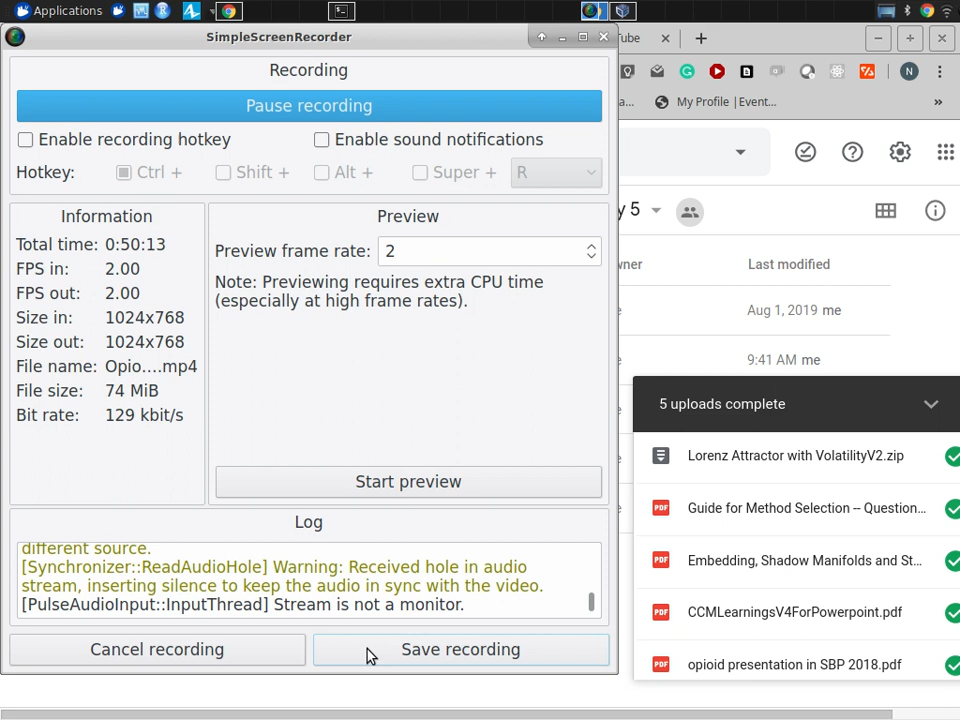 Applications
SimpleScreenRecorder
Tube
Recording
Pause recording
Enable recording hotkey
Enable sound notifications
Hotkey:
Ctrl +
Shift +
Alt +
Super +
R
Information
Total time: 0:50:13
FPS in: 2.00
FPS out: 2.00
Size in: 1024x768
Size out: 1024x768
File name: Opio....mp4
File size: 74 MiB
Bit rate: 129 kbit/s
Preview
Preview frame rate: 2
Note: Previewing requires extra CPU time
(especially at high frame rates).
Start preview
Log
different source.
[Synchronizer::ReadAudioHole] Warning: Received hole in audio
stream, inserting silence to keep the audio in sync with the video.
[PulseAudioInput::InputThread] Stream is not a monitor.
Cancel recording
Save recording
N
a...
My Profile |Event...
»
y 5
wner
Last modified
e
Aug 1, 2019 me
e
9:41 AM me
e
e
5 uploads complete
Lorenz Attractor with VolatilityV2.zip
PDF
Guide for Method Selection -- Question...
PDF
Embedding, Shadow Manifolds and St...
PDF
CCMLearningsV4ForPowerpoint.pdf
PDF
opioid presentation in SBP 2018.pdf